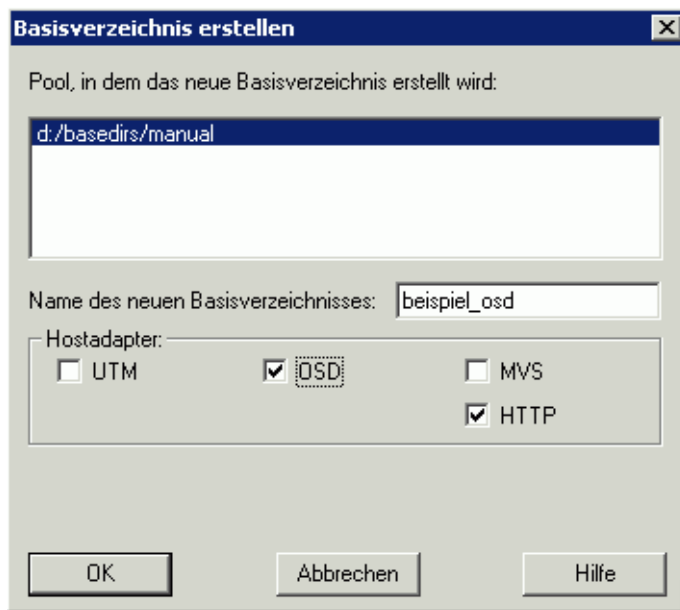 Basisverzeichnis erstellen
Pool, in dem das neue Basisverzeichnis erstellt wird:
d:/basedirs/manual
Name des neuen Basisverzeichnisses: beispiel_osd
Hostadapter:
UTM OSD MVS
HTTP
OK Abbrechen Hilfe